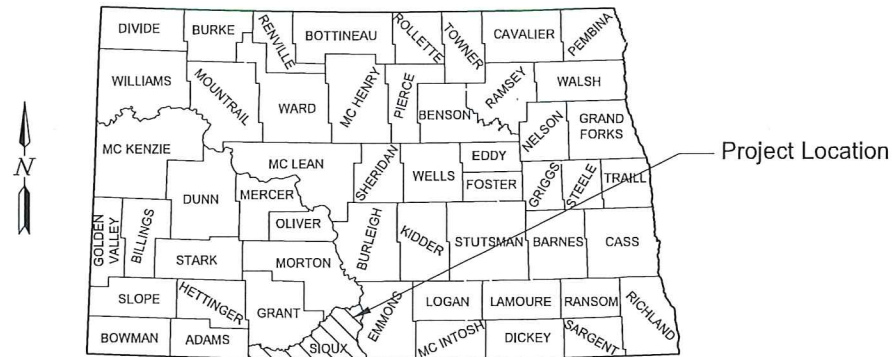 DIVIDE
BURKE
RENVILLE
BOTTINEAU
ROLLETTE
TOWNER
CAVALIER
PEMBINA
WILLIAMS
MOUNTRAIL
WARD
MC HENRY
PIERCE
BENSON
RAMSEY
WALSH
NELSON
GRAND
FORKS
MC KENZIE
MC LEAN
SHERIDAN
WELLS
EDDY
FOSTER
GRIGGS
STEELE
TRAILL
Project Location
N
DUNN
MERCER
OLIVER
GOLDEN
VALLEY
BILLINGS
STARK
MORTON
BURLEIGH
KIDDER
STUTSMAN
BARNES
CASS
SLOPE
HETTINGER
GRANT
EMMONS
LOGAN
LAMOURE
RANSOM
RICHLAND
BOWMAN
ADAMS
SIOUX
MC INTOSH
DICKEY
SARGENT